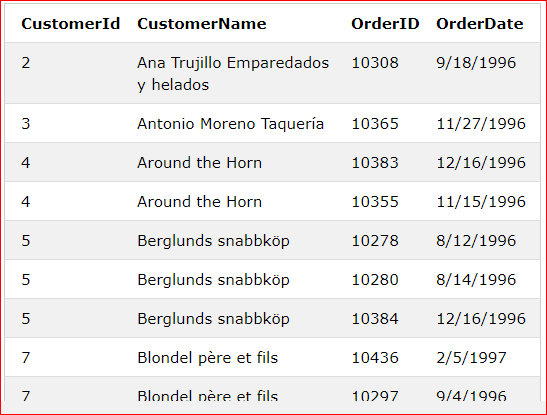 CustomerId CustomerName OrderID OrderDate
2 Ana Trujillo Emparedados 10308 9/18/1996
y helados
3 Antonio Moreno Taquería 10365 11/27/1996
4 Around the Horn 10383 12/16/1996
4 Around the Horn 10355 11/15/1996
5 Berglunds snabbköp 10278 8/12/1996
5 Berglunds snabbköp 10280 8/14/1996
5 Berglunds snabbköp 10384 12/16/1996
7 Blondel père et fils 10436 2/5/1997
7 Blondel père et fils 10297 9/4/1996